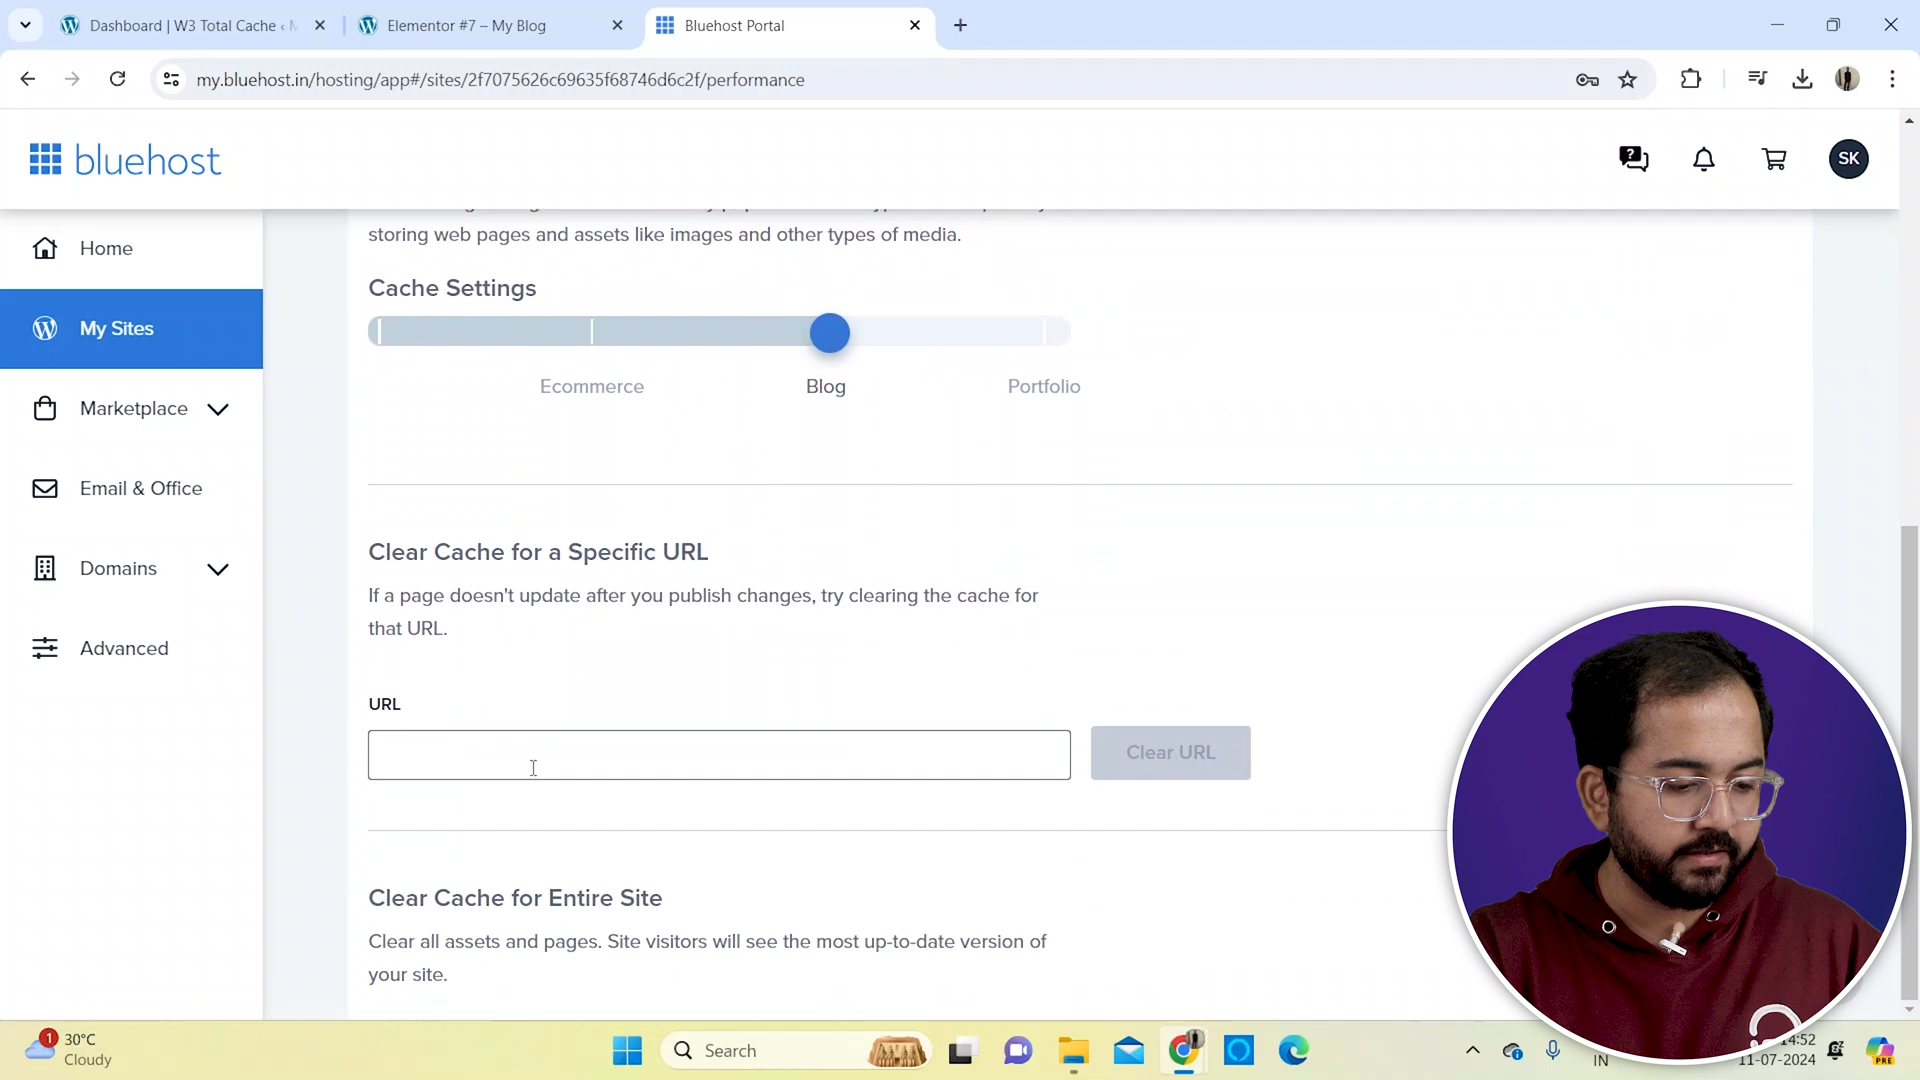 Dashboard | W3 Total Cache ‹
Elementor #7 – My Blog
Bluehost Portal
my.bluehost.in/hosting/app#/sites/2f7075626c69635f68746d6c2f/performance
bluehost
SK
Home
My Sites
Marketplace
Email & Office
Domains
Advanced
storing web pages and assets like images and other types of media.
Cache Settings
Ecommerce
Blog
Portfolio
Clear Cache for a Specific URL
If a page doesn't update after you publish changes, try clearing the cache for
that URL.
URL
Clear URL
Clear Cache for Entire Site
Clear all assets and pages. Site visitors will see the most up-to-date version of
your site.
1
30°C
Cloudy
Search
IN
14:52
11-07-2024
PRE